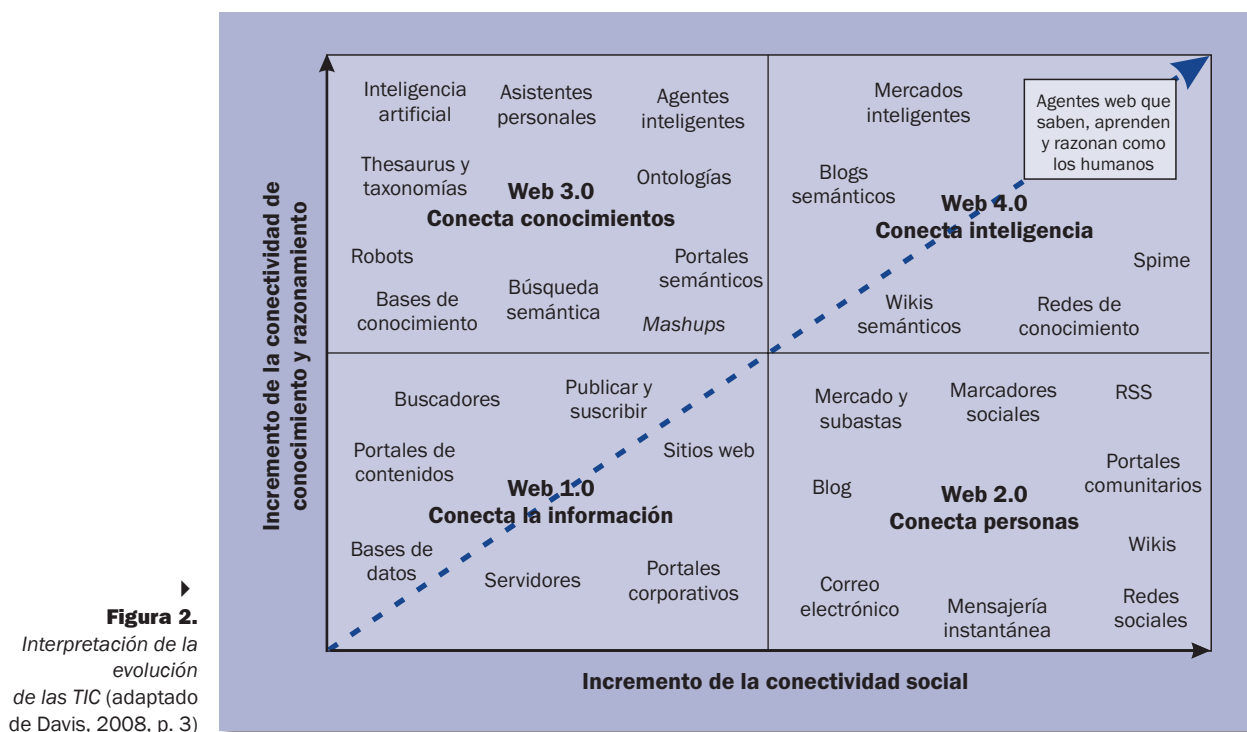 Incremento de la conectividad de
conocimiento y razonamiento
Inteligencia
artificial
Asistentes
personales
Agentes
inteligentes
Thesaurus y
taxonomías
Ontologías
Web 3.0
Conecta conocimientos
Robots
Portales
semánticos
Búsqueda
semántica
Bases de
conocimiento
Mashups
Mercados
inteligentes
Agentes web que
saben, aprenden
y razonan como
los humanos
Blogs
semánticos
Web 4.0
Conecta inteligencia
Spime
Wikis
semánticos
Redes de
conocimiento
Buscadores
Publicar y
suscribir
Portales de
contenidos
Sitios web
Web 1.0
Conecta la información
Bases de
datos
Servidores
Portales
corporativos
Mercado y
subastas
Marcadores
sociales
RSS
Blog
Portales
comunitarios
Web 2.0
Conecta personas
Wikis
Correo
electrónico
Mensajería
instantánea
Redes
sociales
Incremento de la conectividad social
Figura 2.
Interpretación de la
evolución
de las TIC (adaptado
de Davis, 2008, p. 3)